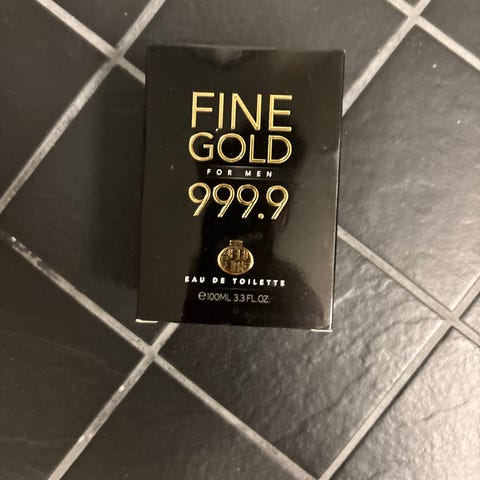 FINE
GOLD
FOR MEN
999.9
EAU DE TOILETTE
℮100ML 3.3 FL.OZ.